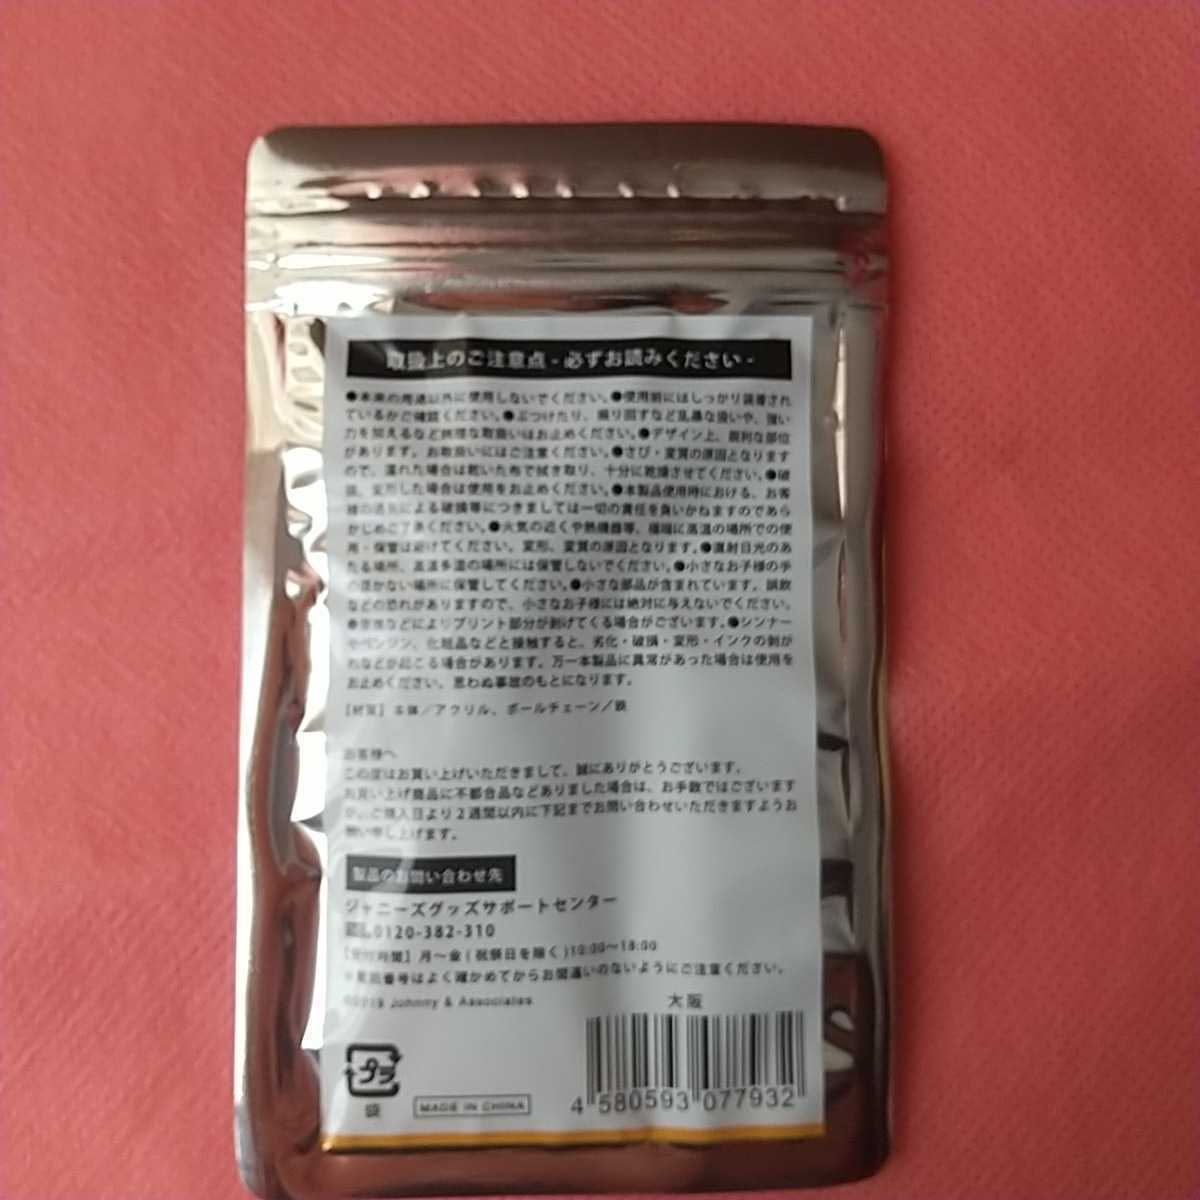 取扱上のご注意点 - 必ずお読みください -
●本来の用途以外に使用しないでください。●使用前にはしっかり装着され
ているかご確認ください。●ぶつけたり、振り回すなど乱暴な扱いや、強い
力を加えるなど無理な取扱いはお止めください。●デザイン上、鋭利な部位
があります。お取扱いにはご注意ください。●さび・変質の原因となります
ので、濡れた場合は乾いた布で拭き取り、十分に乾燥させてください。●破
損、変形した場合は使用をお止めください。●本製品使用時における、お客
様の過失による破損等につきましては一切の責任を負いかねますのであら
かじめご了承ください。●火気の近くや熱機器等、極端に高温の場所での使
用・保管は避けてください。変形、変質の原因となります。●直射日光のあ
たる場所、高温多湿の場所には保管しないでください。●小さなお子様の手
の届かない場所に保管してください。●小さな部品が含まれています。誤飲
などの恐れがありますので、小さなお子様には絶対に与えないでください。
●摩擦などによりプリント部分が剥げてくる場合がございます。●シンナー
やベンジン、化粧品などと接触すると、劣化・破損・変形・インクの剥が
れなどが起こる場合があります。万一本製品に異常があった場合は使用を
お止めください。思わぬ事故のもとになります。
【材質】本体／アクリル、ボールチェーン／鉄
お客様へ
この度はお買い上げいただきまして、誠にありがとうございます。
お買い上げ商品に不都合品などありました場合は、お手数ではございます
が、ご購入日より2週間以内に下記までお問い合わせいただきますようお
願い申し上げます。
製品のお問い合わせ先
ジャニーズグッズサポートセンター
0120-382-310
【受付時間】月〜金(祝祭日を除く)10:00〜18:00
※電話番号はよく確かめてからお間違いのないようにご注意ください。
©2019 Johnny & Associates
大阪
プラ
袋
MADE IN CHINA
4 580593 077932